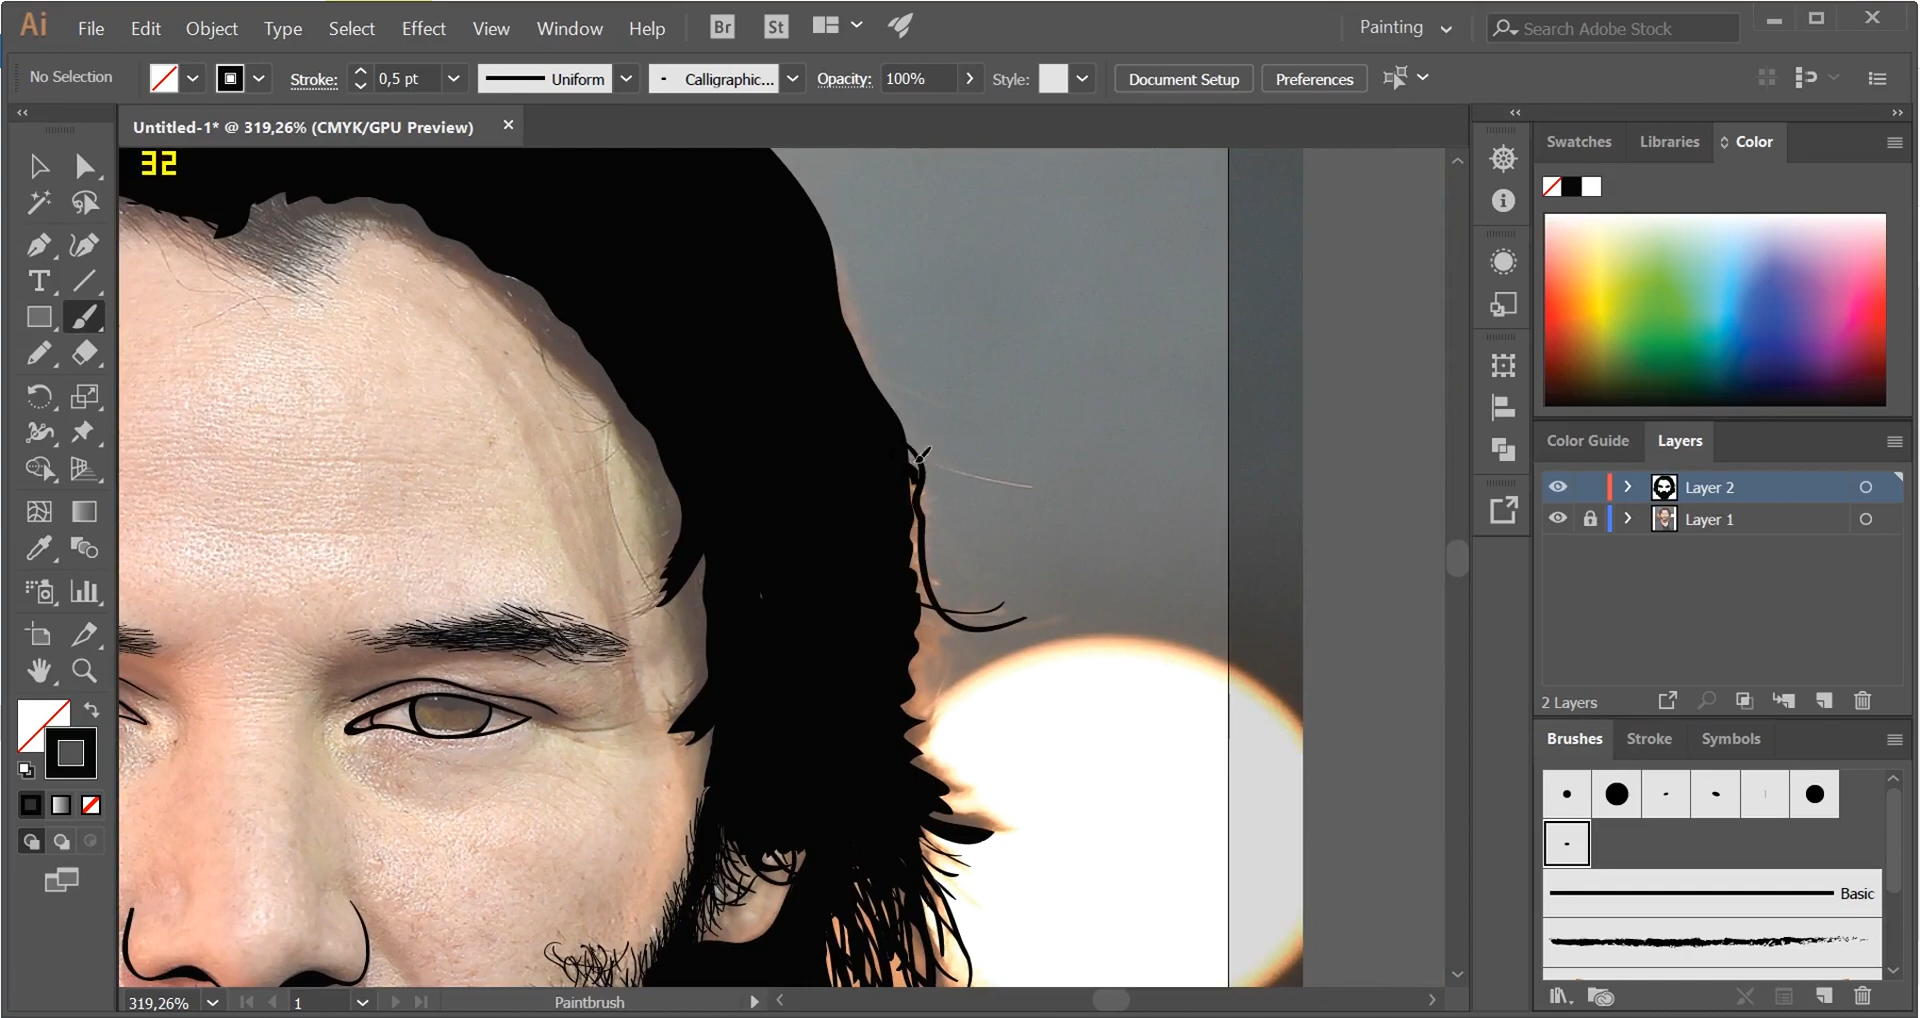 Ai File Edit Object Type Select Effect View Window Help Br St Painting Search Adobe Stock
No Selection Stroke: 0,5 pt Uniform Calligraphic... Opacity: 100% Style: Document Setup Preferences
Untitled-1* @ 319,26% (CMYK/GPU Preview)
32
Swatches Libraries Color
Color Guide Layers
Layer 2
Layer 1
2 Layers
Brushes Stroke Symbols
Basic
319,26% 1 Paintbrush